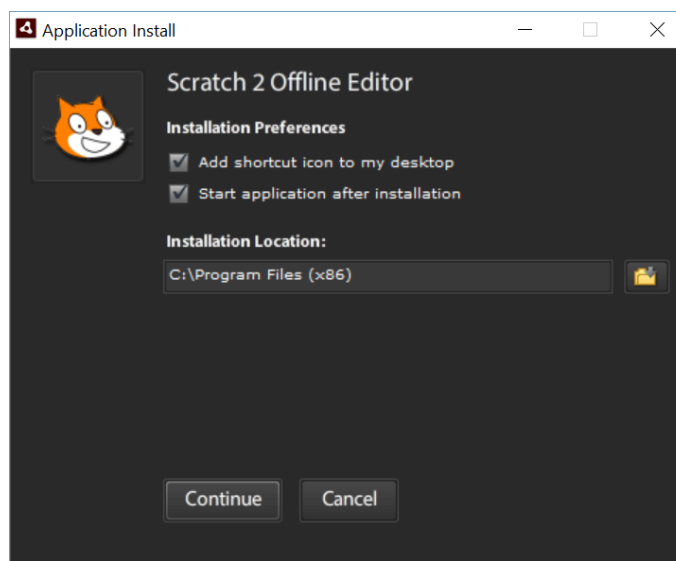 Application Install
Scratch 2 Offline Editor
Installation Preferences
Add shortcut icon to my desktop
Start application after installation
Installation Location:
C:\Program Files (x86)
Continue Cancel